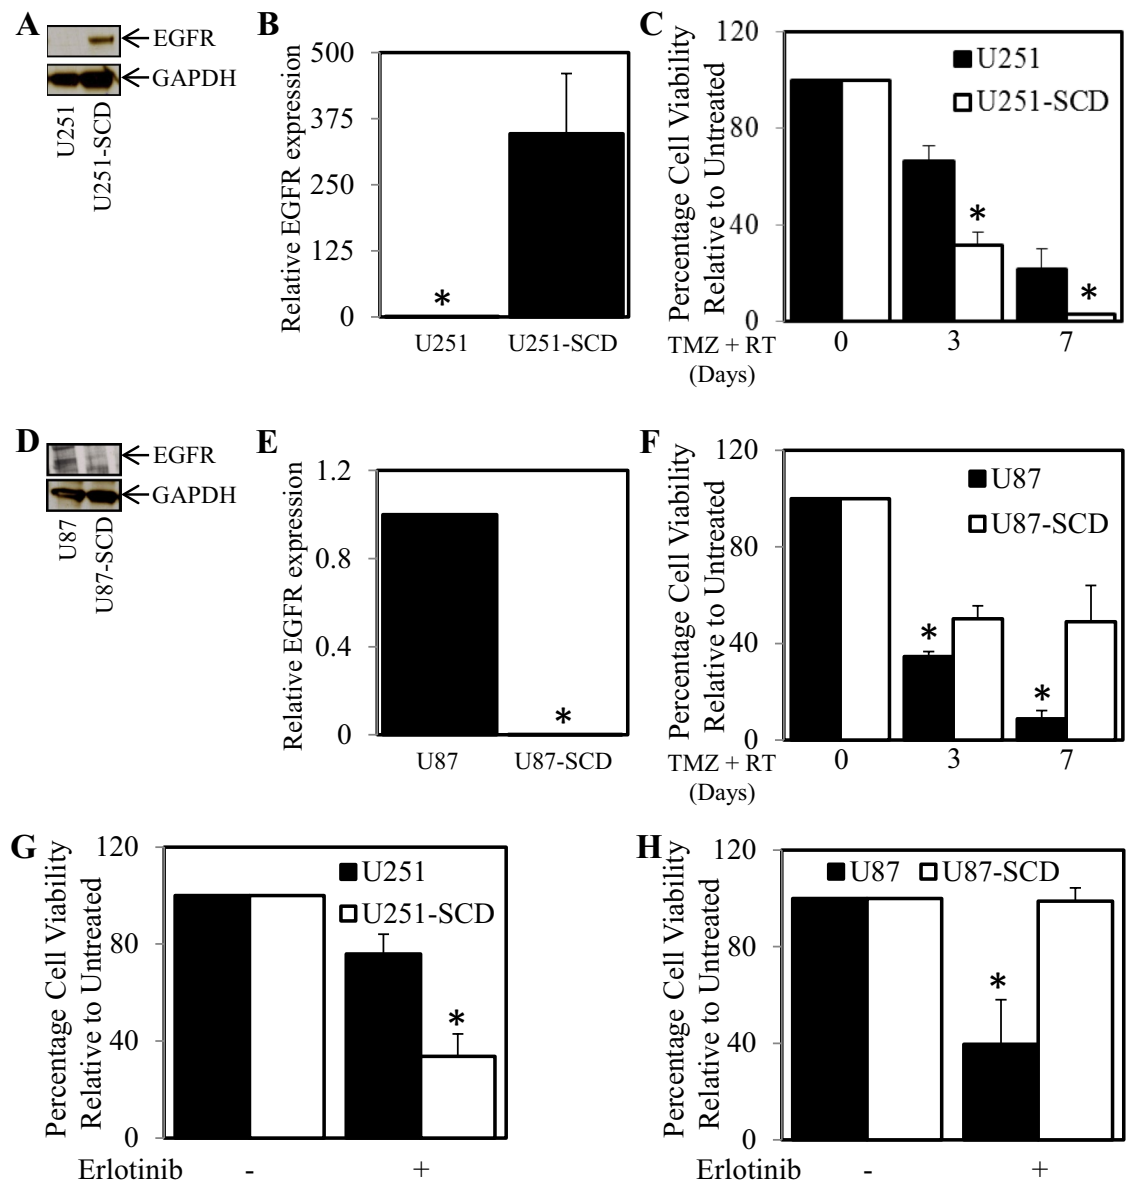 A
EGFR
GAPDH
U251
U251-SCD
B
Relative EGFR expression
500
375
250
125
0
*
U251
U251-SCD
C
Percentage Cell Viability
Relative to Untreated
120
80
40
0
U251
U251-SCD
*
*
TMZ + RT
(Days)
0
3
7
D
EGFR
GAPDH
U87
U87-SCD
E
Relative EGFR expression
1.2
0.8
0.4
0
*
U87
U87-SCD
F
Percentage Cell Viability
Relative to Untreated
120
80
40
0
U87
U87-SCD
*
*
TMZ + RT
(Days)
0
3
7
G
Percentage Cell Viability
Relative to Untreated
120
80
40
0
U251
U251-SCD
*
Erlotinib - +
H
Percentage Cell Viability
Relative to Untreated
120
80
40
0
U87 U87-SCD
*
Erlotinib - +